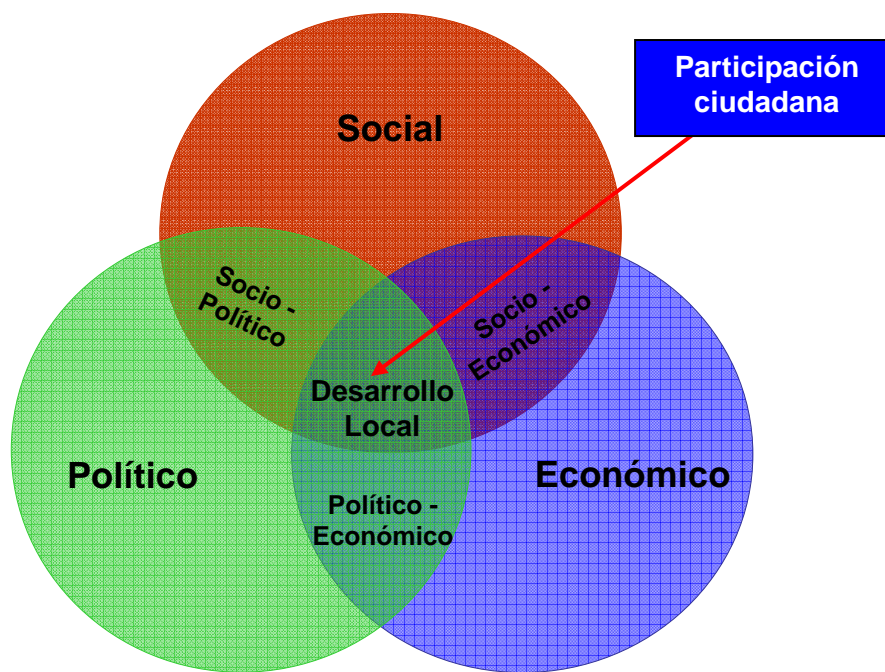 Participación
ciudadana
Social
Socio -
Político
Socio -
Económico
Desarrollo
Local
Político
Económico
Político -
Económico